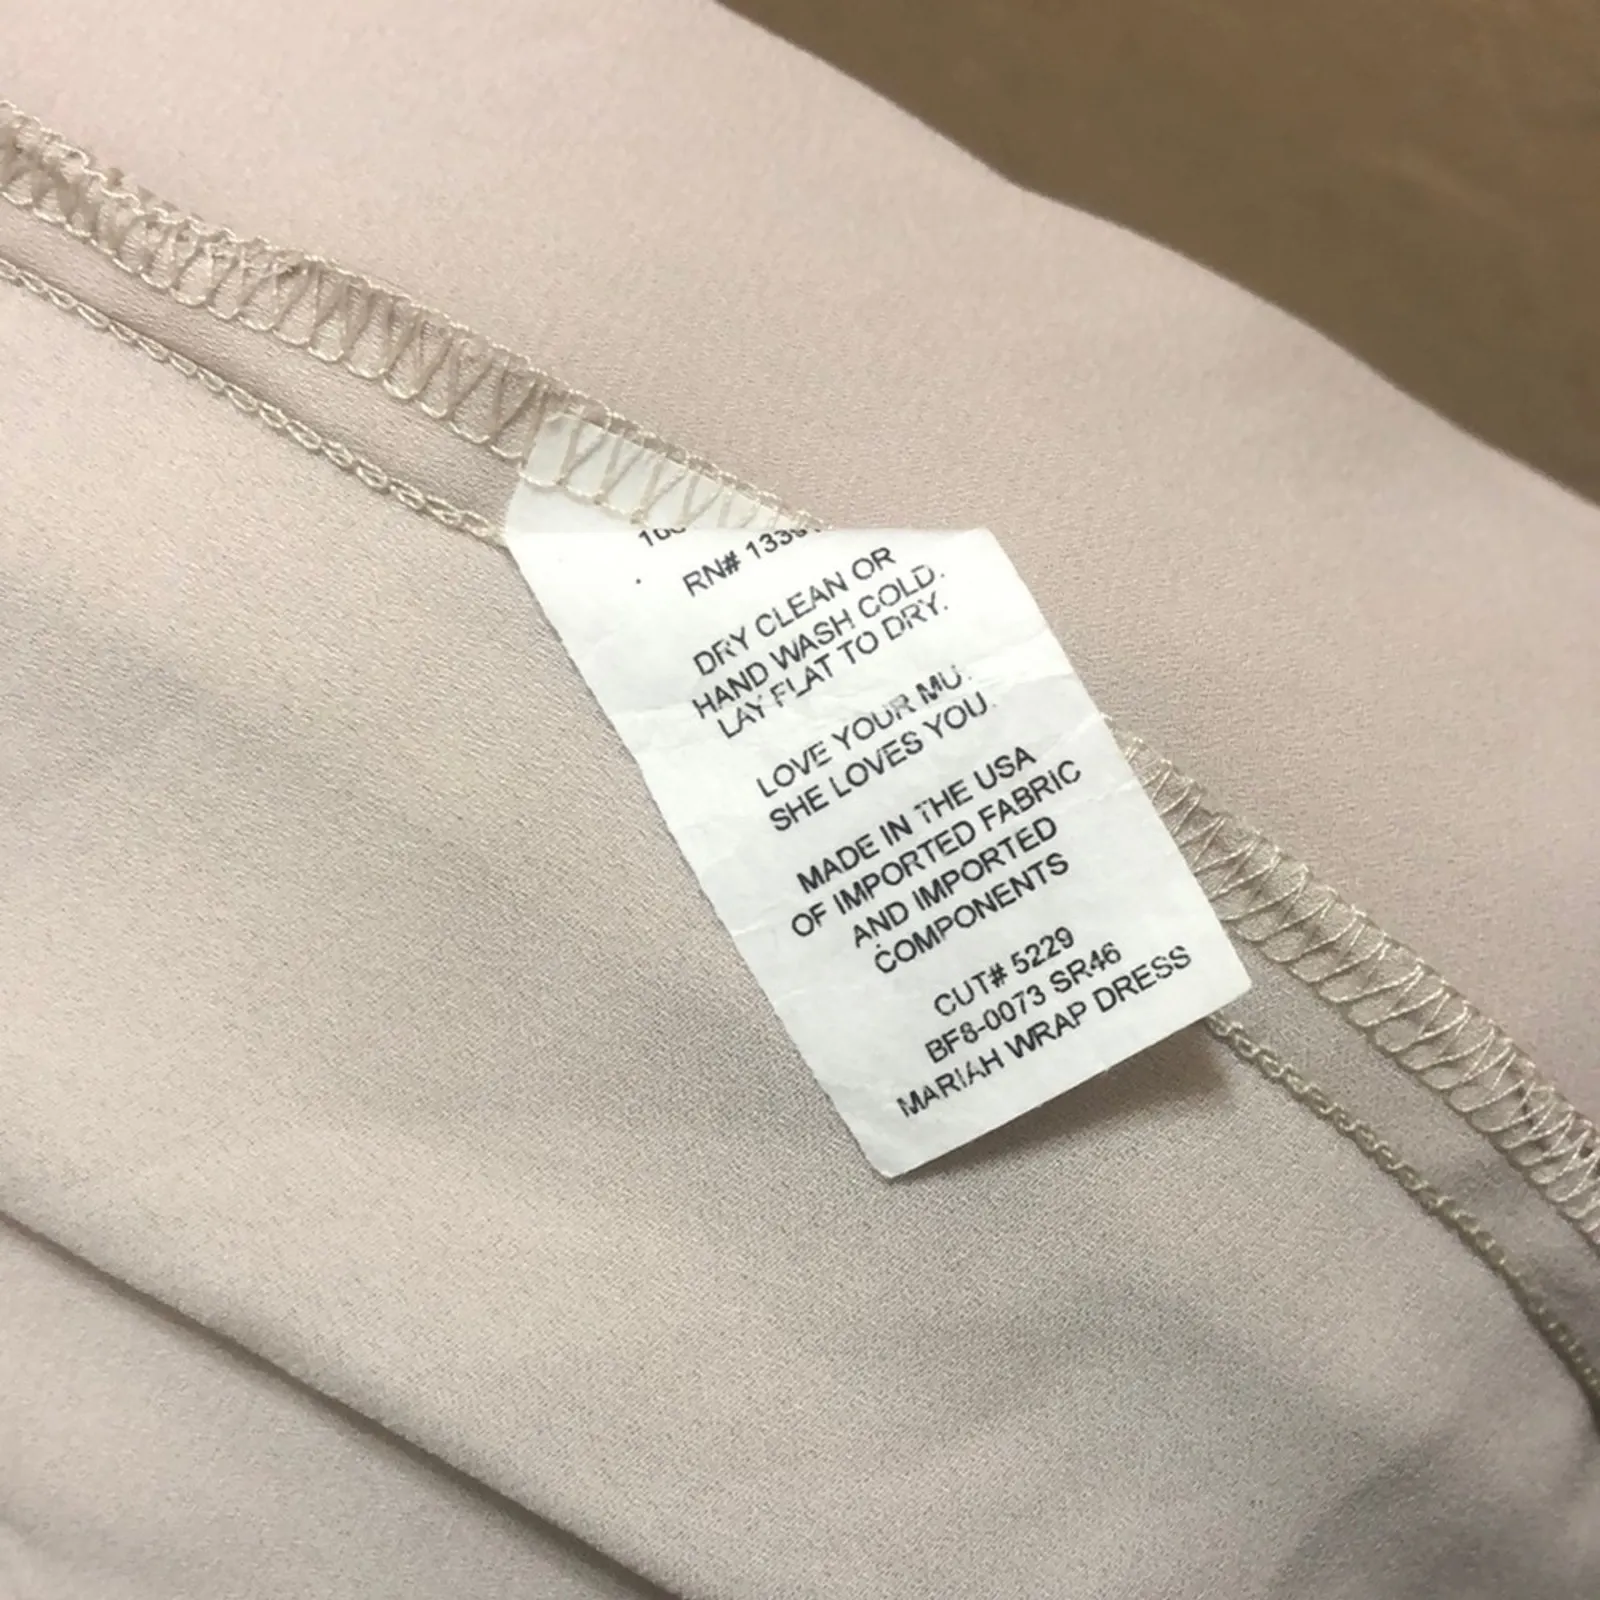 RN# 1339
DRY CLEAN OR
HAND WASH COLD.
LAY FLAT TO DRY.
LOVE YOUR MU.
SHE LOVES YOU.
MADE IN THE USA
OF IMPORTED FABRIC
AND IMPORTED
COMPONENTS
CUT# 5229
BF8-0073 SR46
MARIAH WRAP DRESS